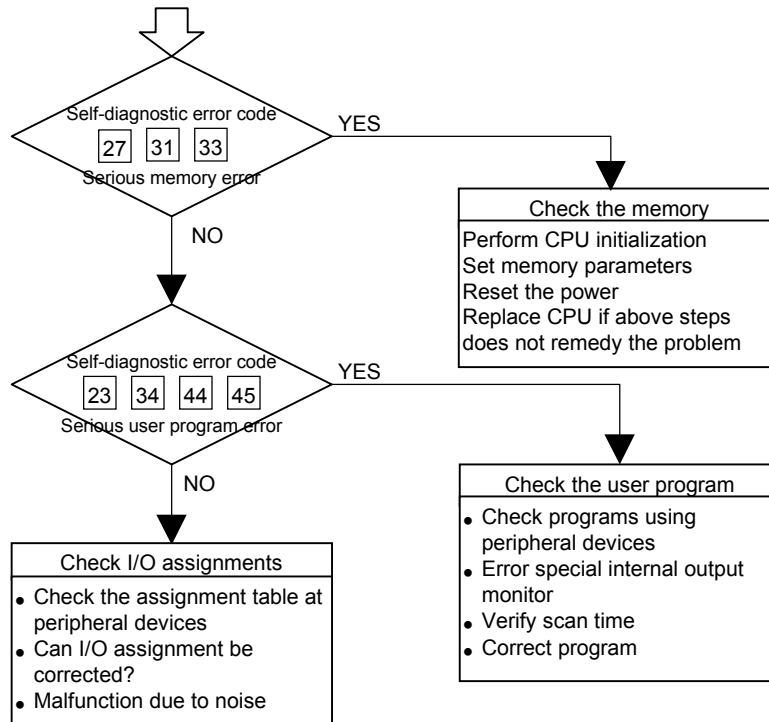 Self-diagnostic error code
27 31 33
Serious memory error
YES
NO
Check the memory
Perform CPU initialization
Set memory parameters
Reset the power
Replace CPU if above steps
does not remedy the problem
Self-diagnostic error code
23 34 44 45
Serious user program error
YES
NO
Check the user program
• Check programs using
peripheral devices
• Error special internal output
monitor
• Verify scan time
• Correct program
Check I/O assignments
• Check the assignment table at
peripheral devices
• Can I/O assignment be
corrected?
• Malfunction due to noise